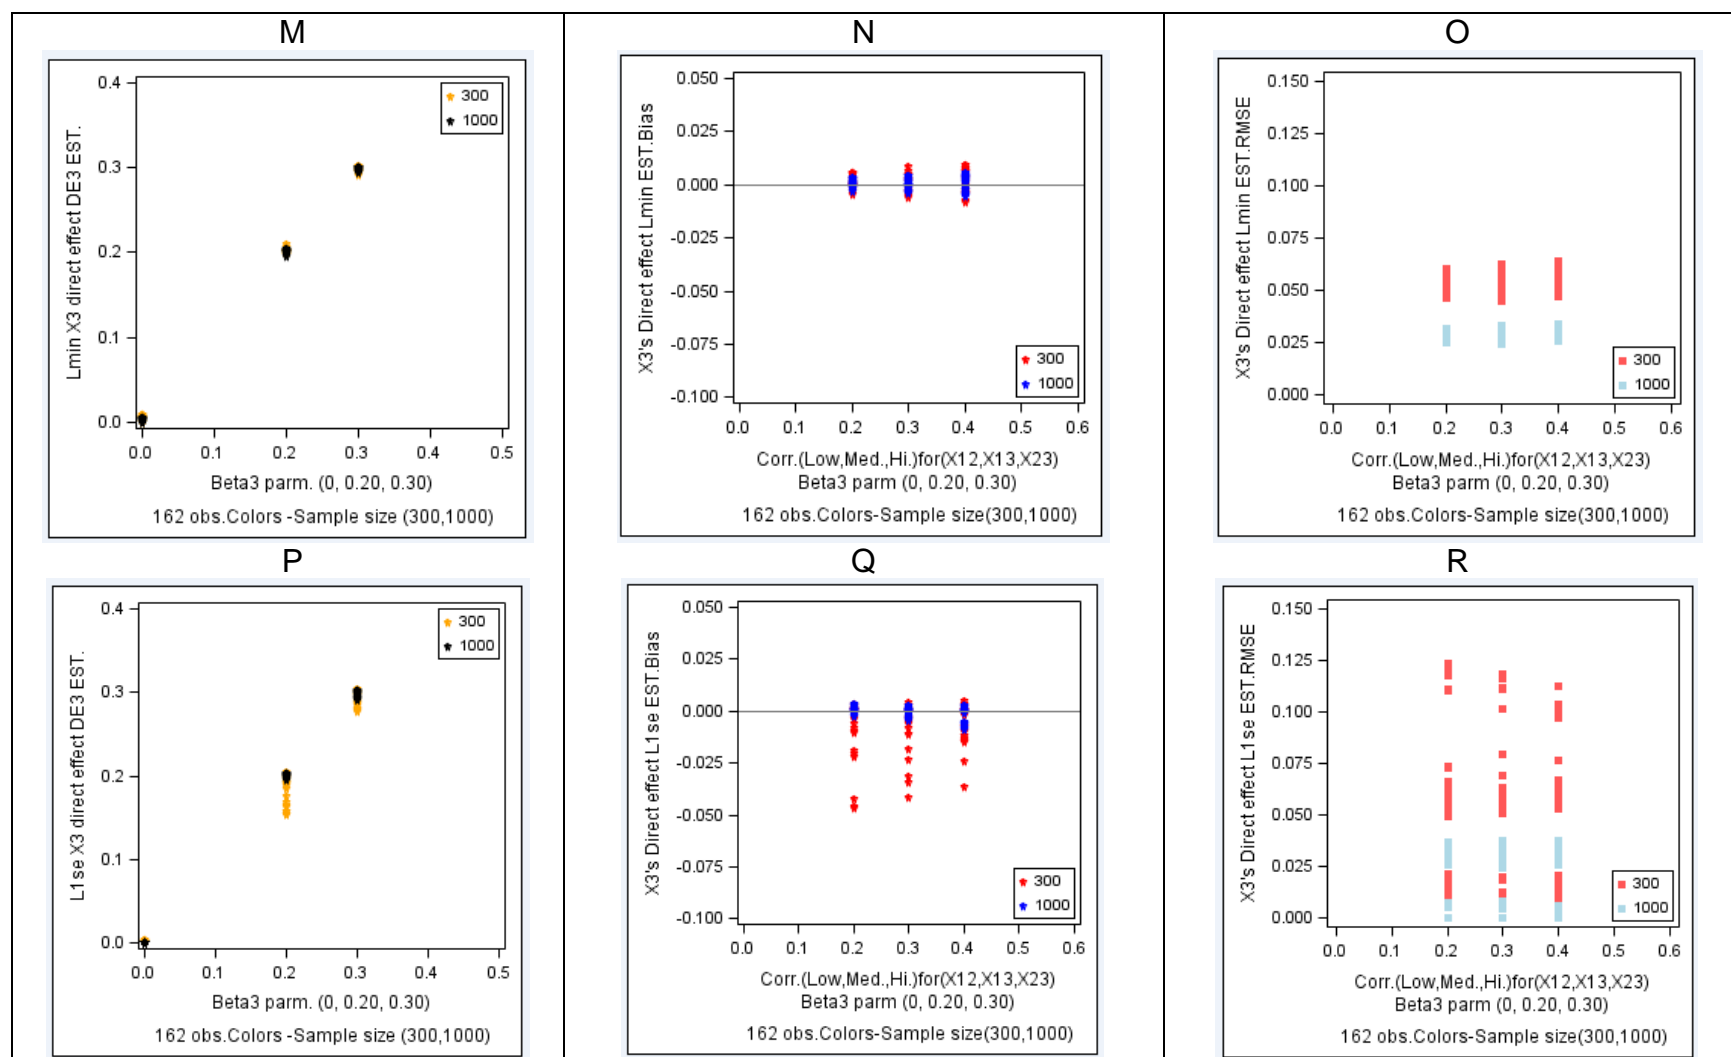 M
Lmin X3 direct effect DE3 EST.
0.4
0.3
0.2
0.1
0.0
300
1000
0.0 0.1 0.2 0.3 0.4 0.5
Beta3 parm. (0, 0.20, 0.30)
162 obs.Colors -Sample size (300,1000)
N
X3's Direct effect Lmin EST.Bias
0.050
0.025
0.000
-0.025
-0.050
-0.075
-0.100
300
1000
0.0 0.1 0.2 0.3 0.4 0.5 0.6
Corr.(Low,Med.,Hi.)for(X12,X13,X23)
Beta3 parm (0, 0.20, 0.30)
162 obs.Colors-Sample size(300,1000)
O
X3's Direct effect Lmin EST.RMSE
0.150
0.125
0.100
0.075
0.050
0.025
0.000
300
1000
0.0 0.1 0.2 0.3 0.4 0.5 0.6
Corr.(Low,Med.,Hi.)for(X12,X13,X23)
Beta3 parm (0, 0.20, 0.30)
162 obs.Colors-Sample size(300,1000)
P
L1se X3 direct effect DE3 EST.
0.4
0.3
0.2
0.1
0.0
300
1000
0.0 0.1 0.2 0.3 0.4 0.5
Beta3 parm. (0, 0.20, 0.30)
162 obs.Colors -Sample size (300,1000)
Q
X3's Direct effect L1se EST.Bias
0.050
0.025
0.000
-0.025
-0.050
-0.075
-0.100
300
1000
0.0 0.1 0.2 0.3 0.4 0.5 0.6
Corr.(Low,Med.,Hi.)for(X12,X13,X23)
Beta3 parm (0, 0.20, 0.30)
162 obs.Colors-Sample size(300,1000)
R
X3's Direct effect L1se EST.RMSE
0.150
0.125
0.100
0.075
0.050
0.025
0.000
300
1000
0.0 0.1 0.2 0.3 0.4 0.5 0.6
Corr.(Low,Med.,Hi.)for(X12,X13,X23)
Beta3 parm (0, 0.20, 0.30)
162 obs.Colors-Sample size(300,1000)